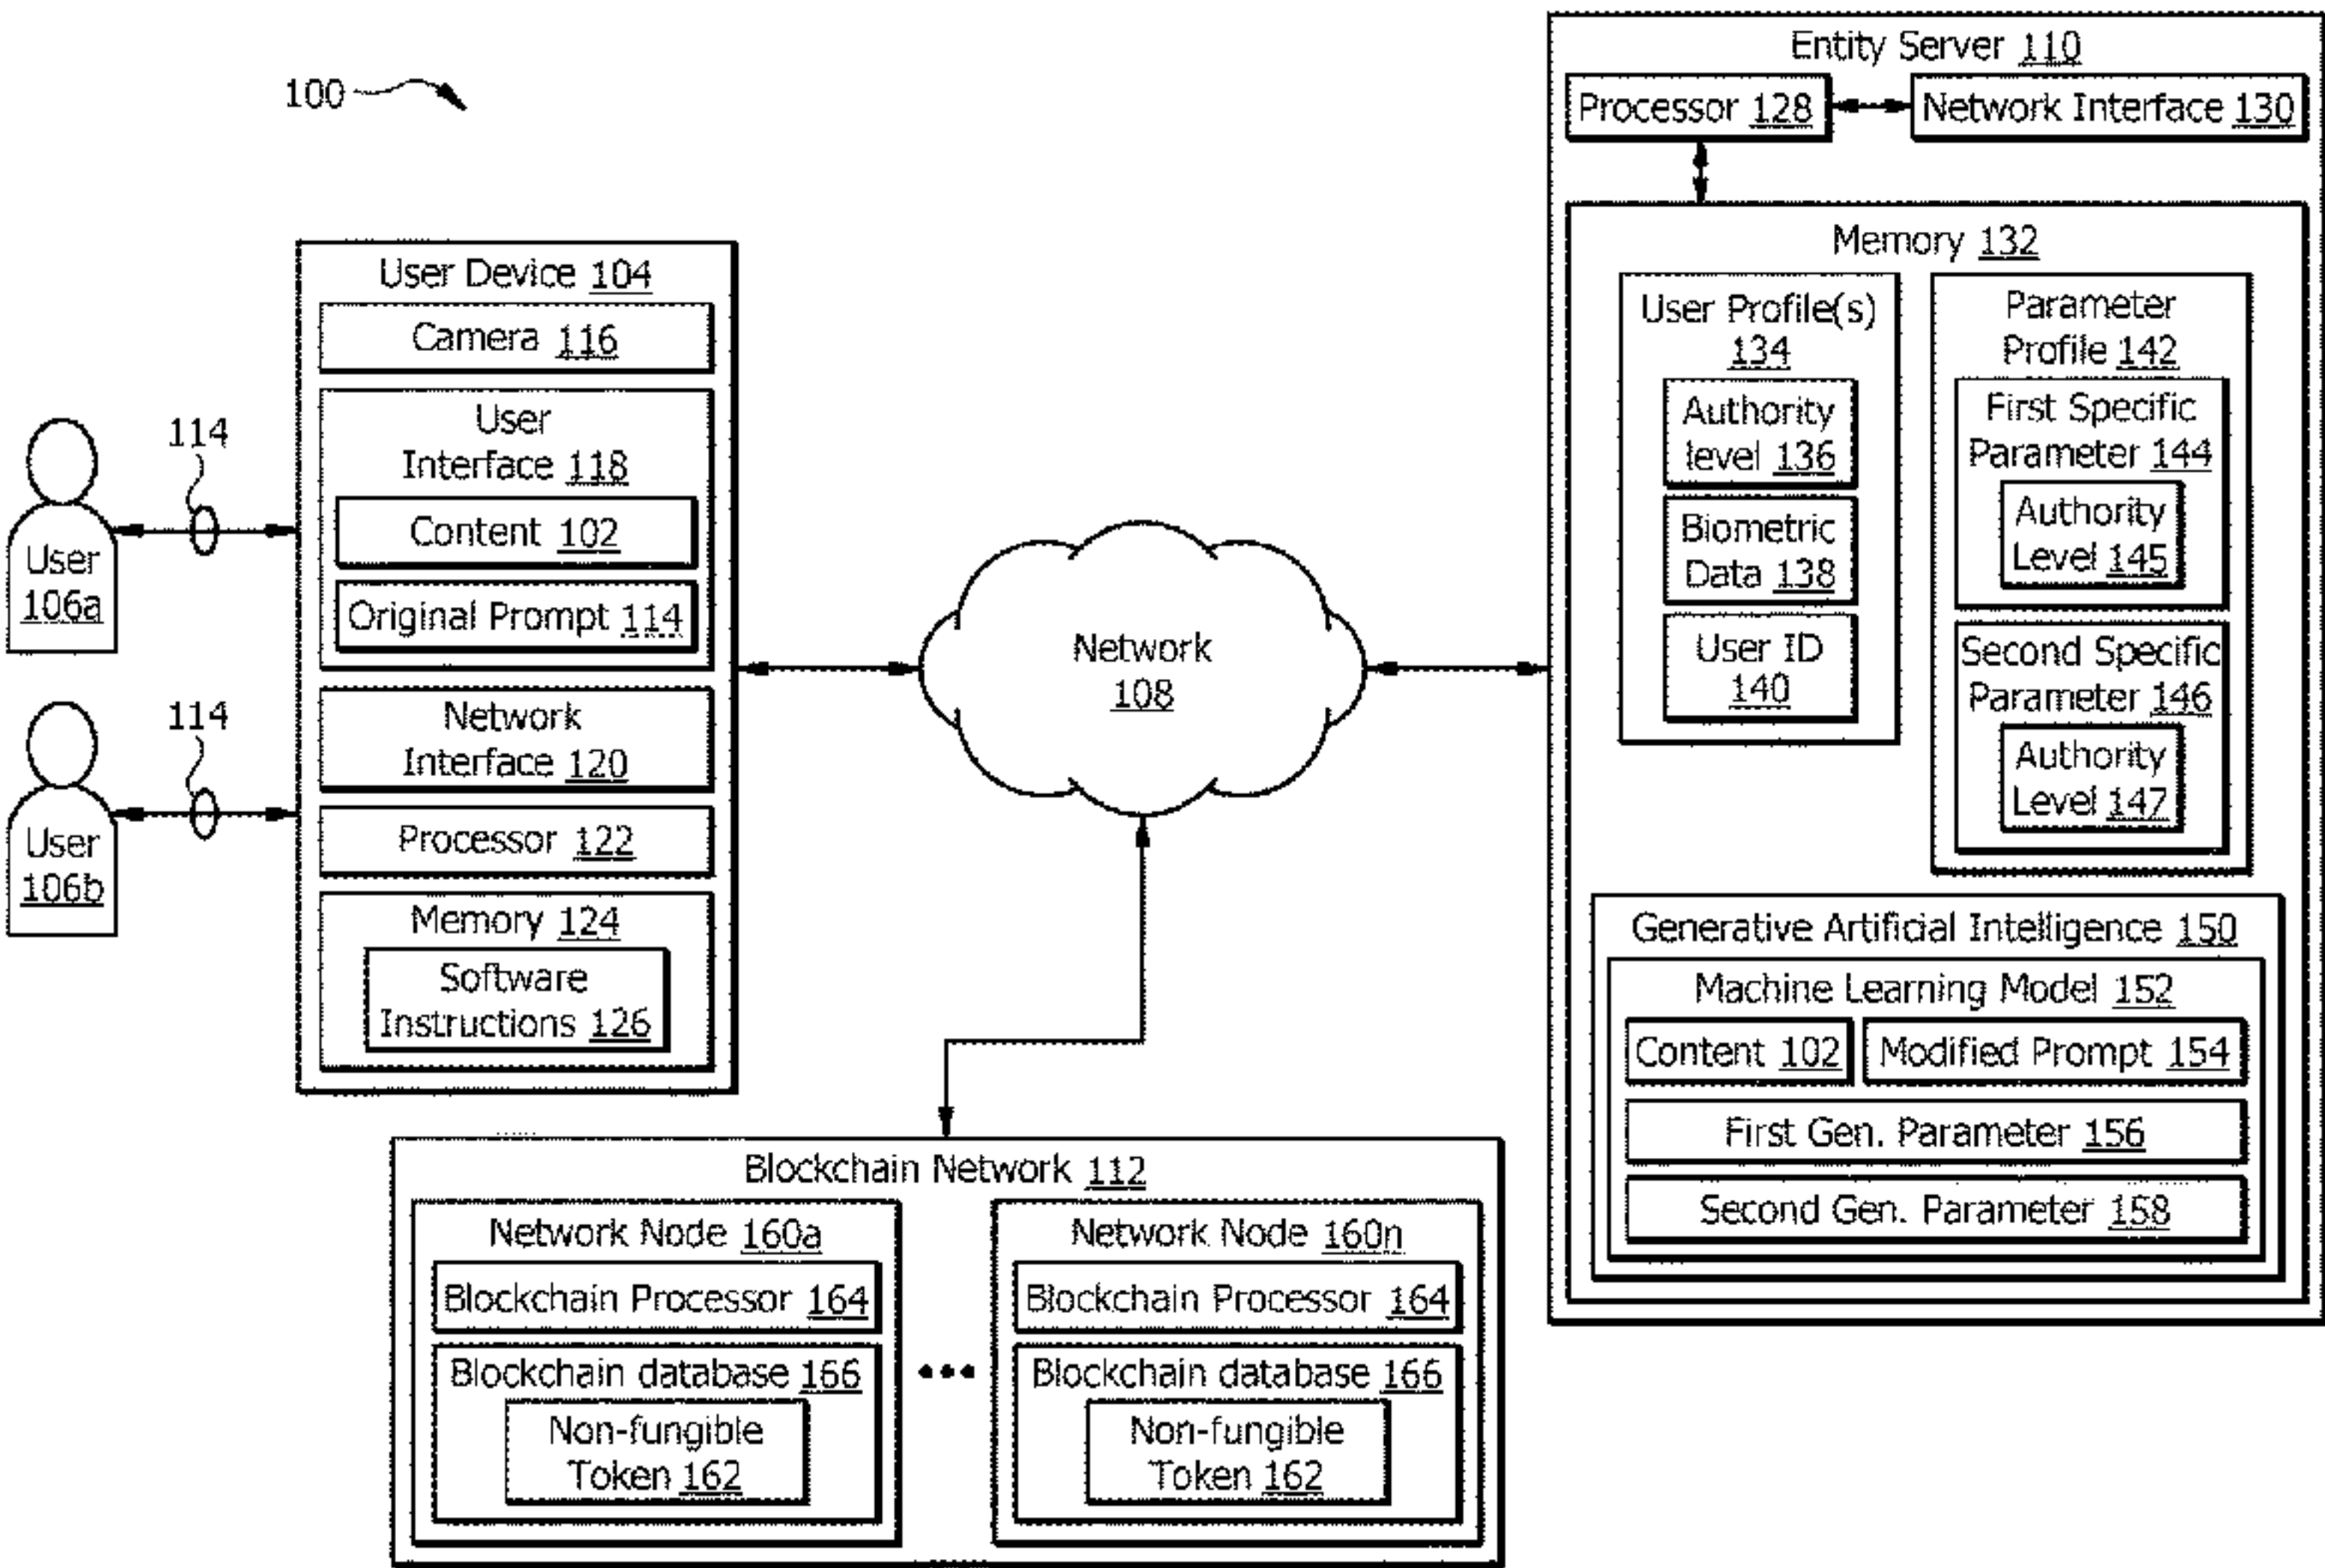 100
User
106a
114
User
106b
114
User Device 104
Camera 116
User
Interface 118
Content 102
Original Prompt 114
Network
Interface 120
Processor 122
Memory 124
Software
Instructions 126
Network
108
Blockchain Network 112
Network Node 160a
Blockchain Processor 164
Blockchain database 166
Non-fungible
Token 162
•••
Network Node 160n
Blockchain Processor 164
Blockchain database 166
Non-fungible
Token 162
Entity Server 110
Processor 128
Network Interface 130
Memory 132
User Profile(s)
134
Authority
level 136
Biometric
Data 138
User ID
140
Parameter
Profile 142
First Specific
Parameter 144
Authority
Level 145
Second Specific
Parameter 146
Authority
Level 147
Generative Artificial Intelligence 150
Machine Learning Model 152
Content 102
Modified Prompt 154
First Gen. Parameter 156
Second Gen. Parameter 158